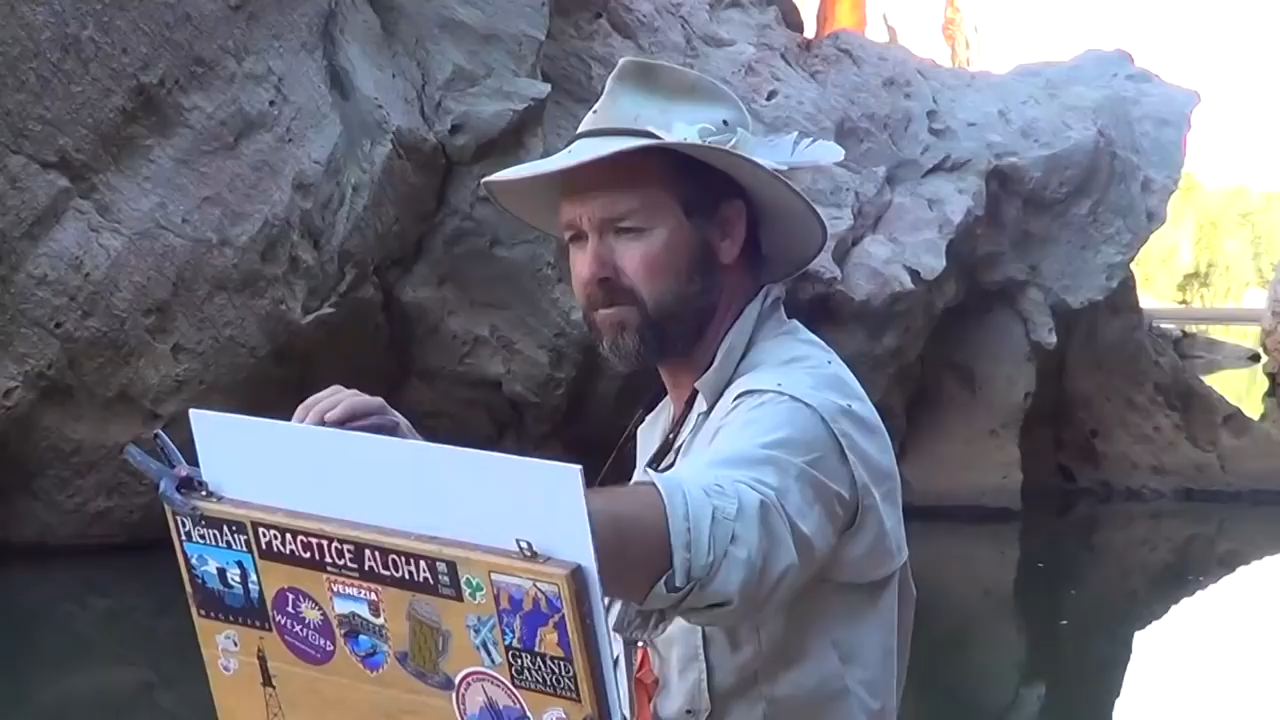 PleinAir
MAGAZINE
PRACTICE ALOHA
VENEZIA
I
WEXFORD
GRAND
CANYON
NATIONAL PARK